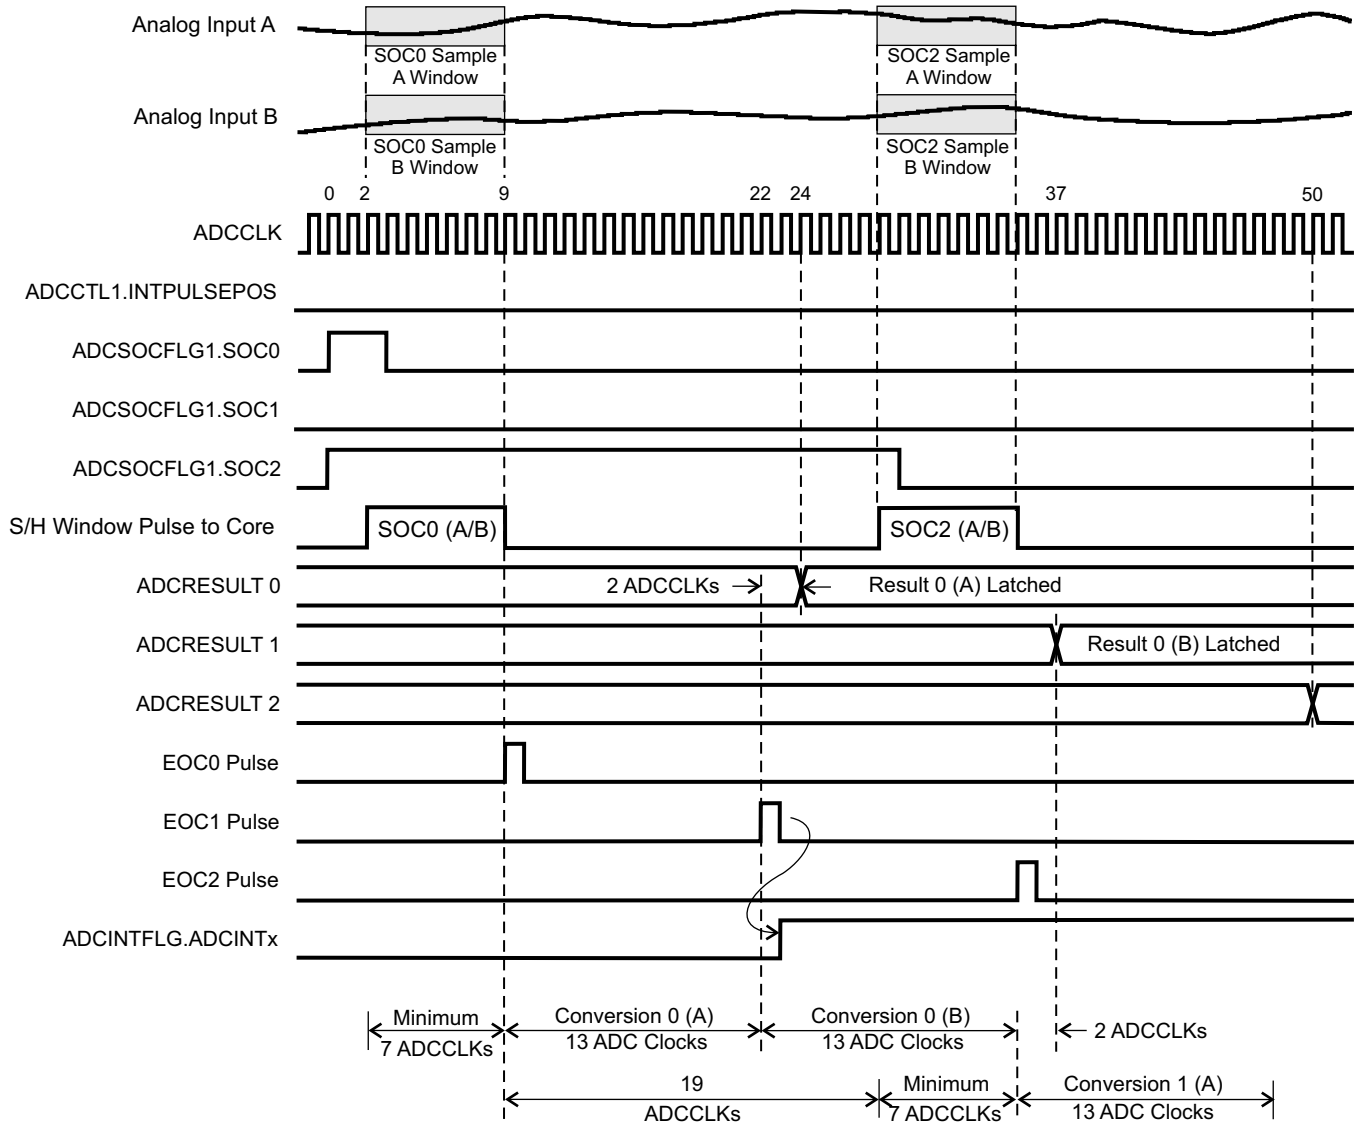 Analog Input A
SOC0 Sample
A Window
SOC2 Sample
A Window
Analog Input B
SOC0 Sample
B Window
SOC2 Sample
B Window
0 2 9 22 24 37 50
ADCCLK
ADCCTL1.INTPULSEPOS
ADCSOCFLG1.SOC0
ADCSOCFLG1.SOC1
ADCSOCFLG1.SOC2
S/H Window Pulse to Core
SOC0 (A/B)
SOC2 (A/B)
ADCRESULT 0
2 ADCCLKs
Result 0 (A) Latched
ADCRESULT 1
Result 0 (B) Latched
ADCRESULT 2
EOC0 Pulse
EOC1 Pulse
EOC2 Pulse
ADCINTFLG.ADCINTx
Minimum
7 ADCCLKs
Conversion 0 (A)
13 ADC Clocks
Conversion 0 (B)
13 ADC Clocks
2 ADCCLKs
19
ADCCLKs
Minimum
7 ADCCLKs
Conversion 1 (A)
13 ADC Clocks